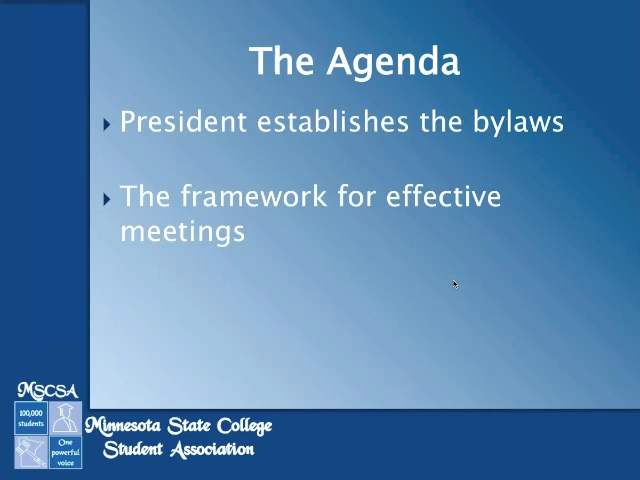 The Agenda
President establishes the bylaws
The framework for effective
meetings
MSCSA
100,000
students
One
powerful
voice
Minnesota State College
Student Association